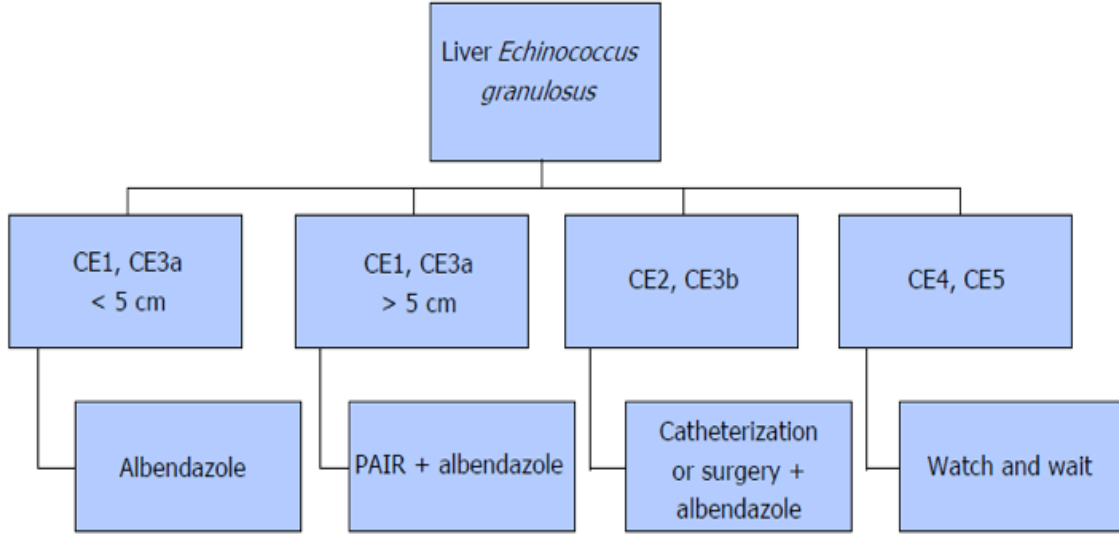 Liver Echinococcus
granulosus
CE1, CE3a
< 5 cm
CE1, CE3a
> 5 cm
CE2, CE3b
CE4, CE5
Albendazole
PAIR + albendazole
Catheterization
or surgery +
albendazole
Watch and wait